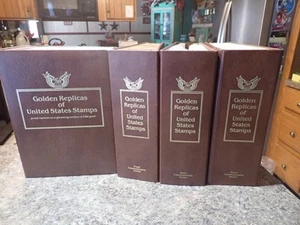 Golden Replicas
of
United States Stamps
Golden
Replicas
of
United
States
Stamps
Golden
Replicas
of
United
States
Stamps
Golden
Replicas
of
United
States
Stamps